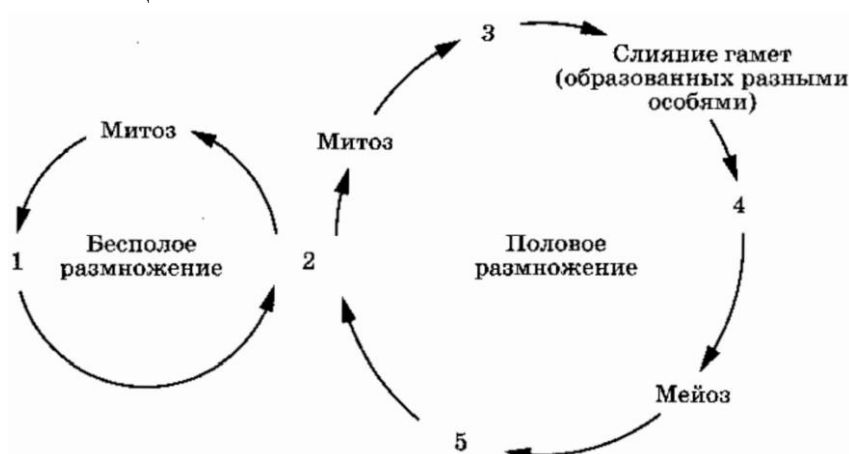 3
Слияние гамет
(образованных разными
особями)
Митоз
Митоз
4
1
Бесполое
размножение
2
Половое
размножение
Мейоз
5